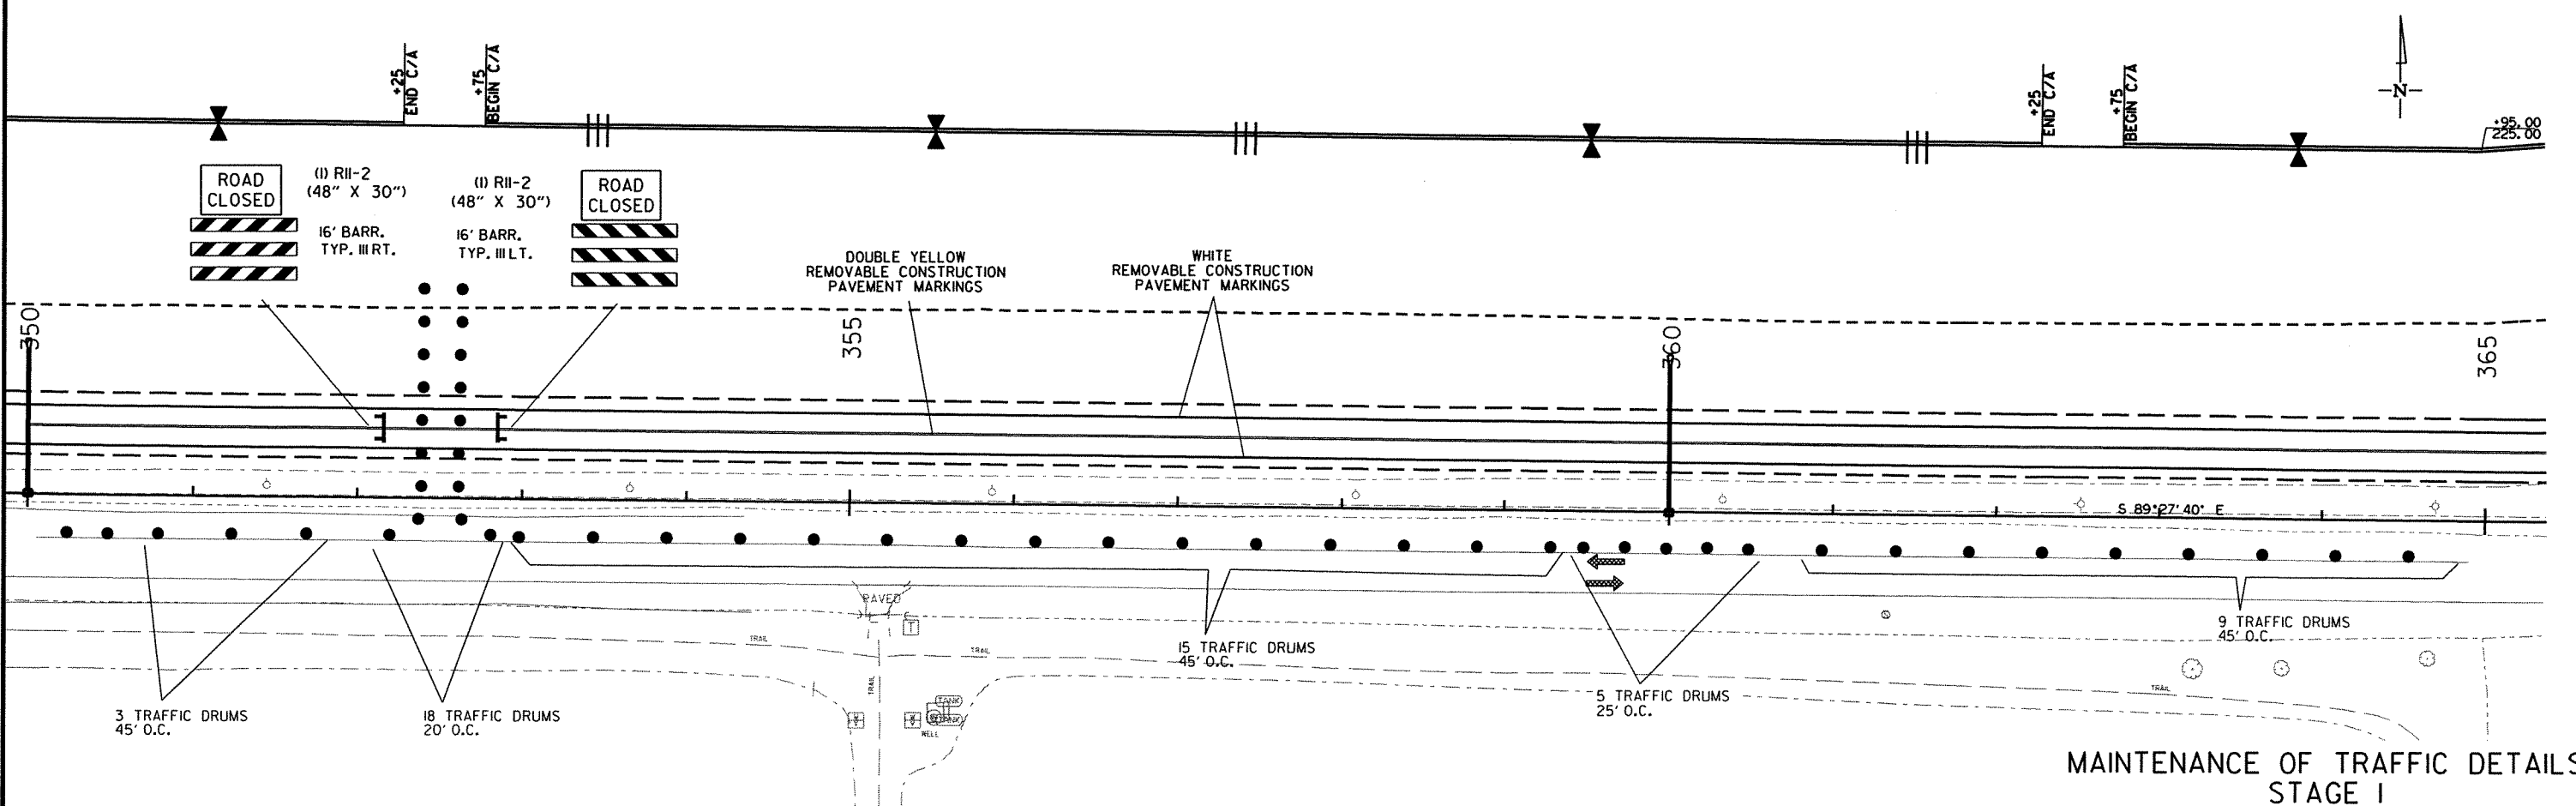 +25
END C/A
+75
BEGIN C/A
+25
END C/A
+75
BEGIN C/A
N
+95.00
225.00
ROAD
CLOSED
(1) R11-2
(48" X 30")
16' BARR.
TYP. III RT.
(1) R11-2
(48" X 30")
16' BARR.
TYP. III LT.
ROAD
CLOSED
DOUBLE YELLOW
REMOVABLE CONSTRUCTION
PAVEMENT MARKINGS
WHITE
REMOVABLE CONSTRUCTION
PAVEMENT MARKINGS
350
355
360
365
S 89°27'40" E
PAVED
T
TRAIL
TRAIL
TRAIL
TRAIL
TANK
TANK
WELL
3 TRAFFIC DRUMS
45' O.C.
18 TRAFFIC DRUMS
20' O.C.
15 TRAFFIC DRUMS
45' O.C.
5 TRAFFIC DRUMS
25' O.C.
9 TRAFFIC DRUMS
45' O.C.
MAINTENANCE OF TRAFFIC DETAILS
STAGE 1